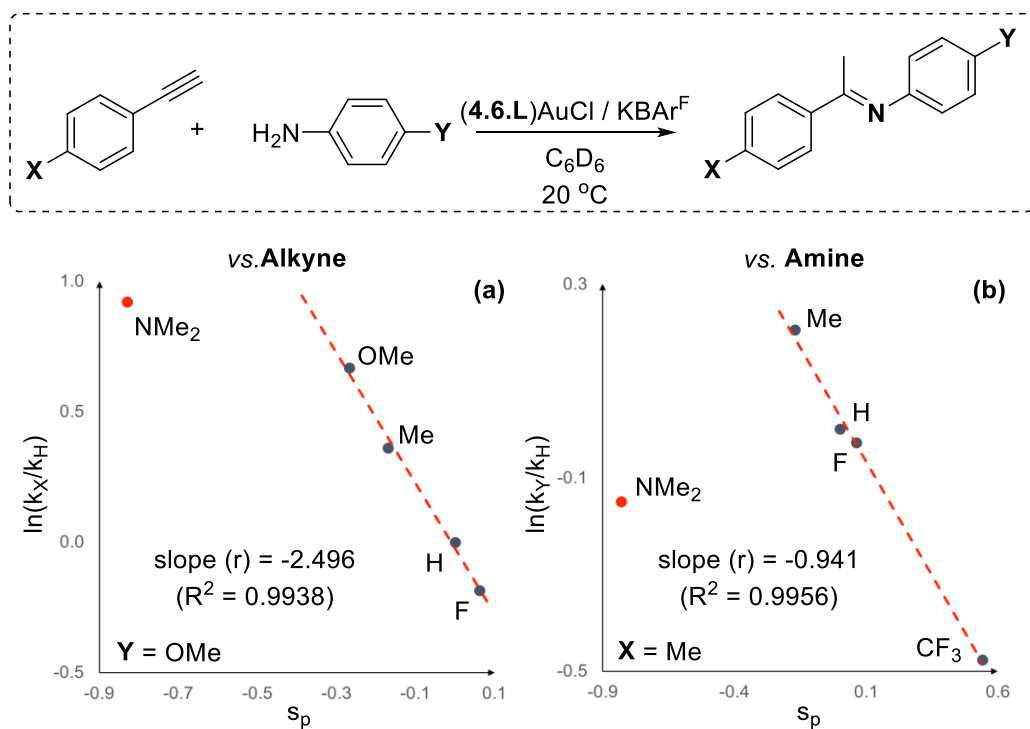 X
+
H₂N
Y
(4.6.L)AuCl / KBArᶠ
C₆D₆
20 °C
X
N
Y
vs.Alkyne
(a)
1.0
0.5
0.0
-0.5
ln(kX/kH)
NMe₂
OMe
Me
H
F
slope (r) = -2.496
(R² = 0.9938)
Y = OMe
-0.9
-0.7
-0.5
-0.3
-0.1
0.1
sp
vs. Amine
(b)
0.3
-0.1
-0.5
ln(kY/kH)
Me
H
F
NMe₂
CF₃
slope (r) = -0.941
(R² = 0.9956)
X = Me
-0.9
-0.4
0.1
0.6
sp